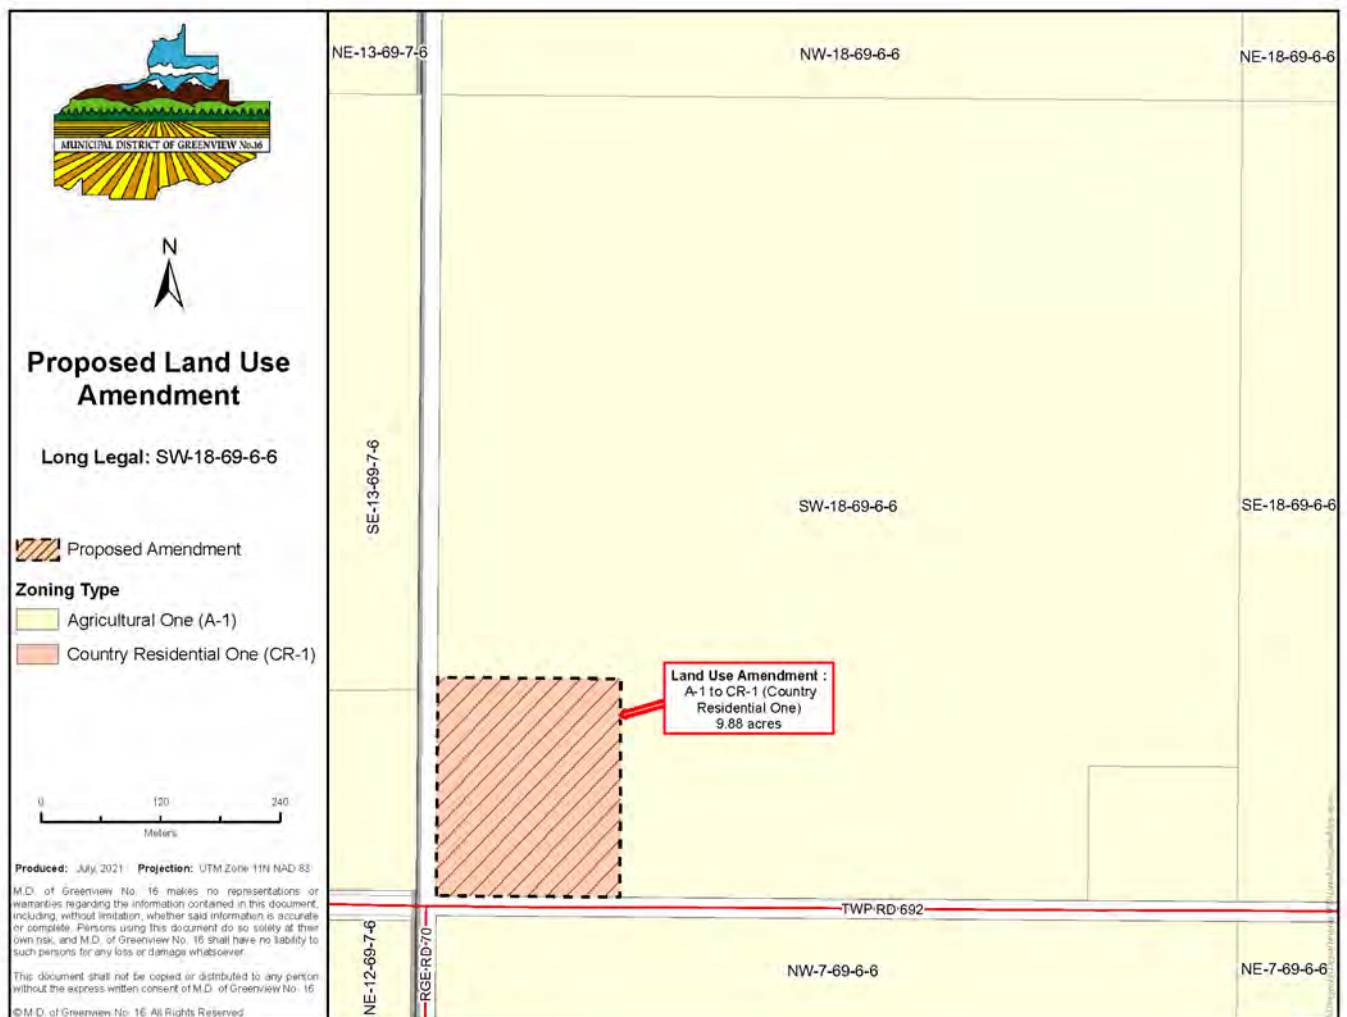 MUNICIPAL DISTRICT OF GREENVIEW No.16
N
Proposed Land Use
Amendment
Long Legal: SW-18-69-6-6
Proposed Amendment
Zoning Type
Agricultural One (A-1)
Country Residential One (CR-1)
0 120 240
Meters
Produced: July, 2021 Projection: UTM Zone 11N NAD 83
M.D. of Greenview No. 16 makes no representations or
warranties regarding the information contained in this document,
including, without limitation, whether said information is accurate
or complete. Persons using this document do so solely at their
own risk, and M.D. of Greenview No. 16 shall have no liability to
such persons for any loss or damage whatsoever.
This document shall not be copied or distributed to any person
without the express written consent of M.D. of Greenview No. 16
© M.D. of Greenview No. 16. All Rights Reserved
NE-13-69-7-6
NW-18-69-6-6
NE-18-69-6-6
SE-13-69-7-6
SW-18-69-6-6
SE-18-69-6-6
Land Use Amendment :
A-1 to CR-1 (Country
Residential One)
9.88 acres
TWP RD 692
RGE RD 70
NE-12-69-7-6
NW-7-69-6-6
NE-7-69-6-6